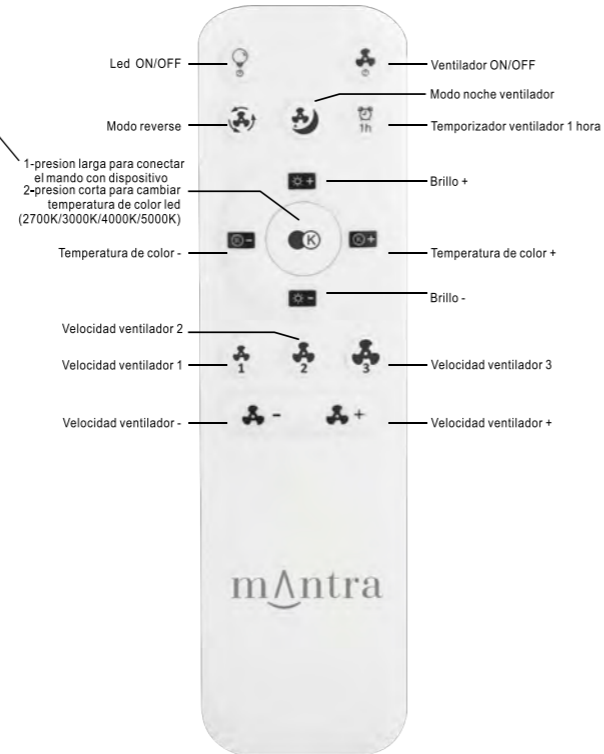 Led ON/OFF
Ventilador ON/OFF
Modo noche ventilador
Modo reverse
1h
Temporizador ventilador 1 hora
1-presion larga para conectar
el mando con dispositivo
2-presion corta para cambiar
temperatura de color led
(2700K/3000K/4000K/5000K)
+
Brillo +
Temperatura de color -
-
K
+
Temperatura de color +
-
Brillo -
Velocidad ventilador 2
Velocidad ventilador 1
1
2
3
Velocidad ventilador 3
Velocidad ventilador -
-
+
Velocidad ventilador +
mantra